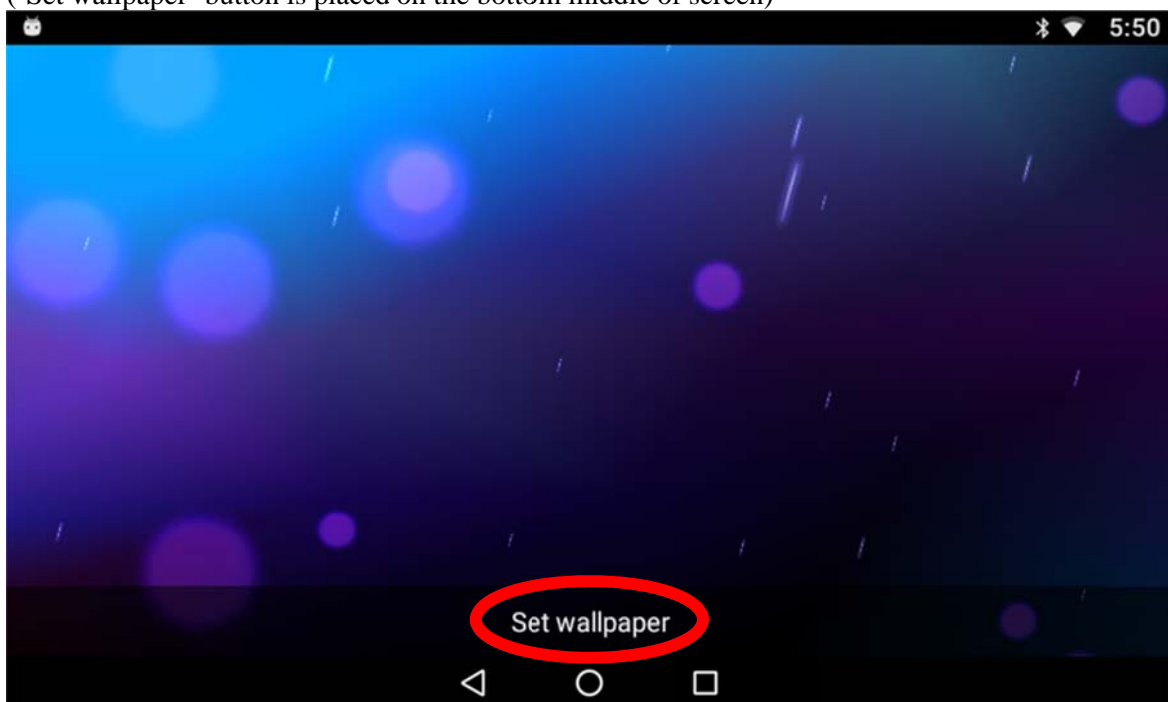 ("Set wallpaper" button is placed on the bottom middle of screen)
5:50
Set wallpaper